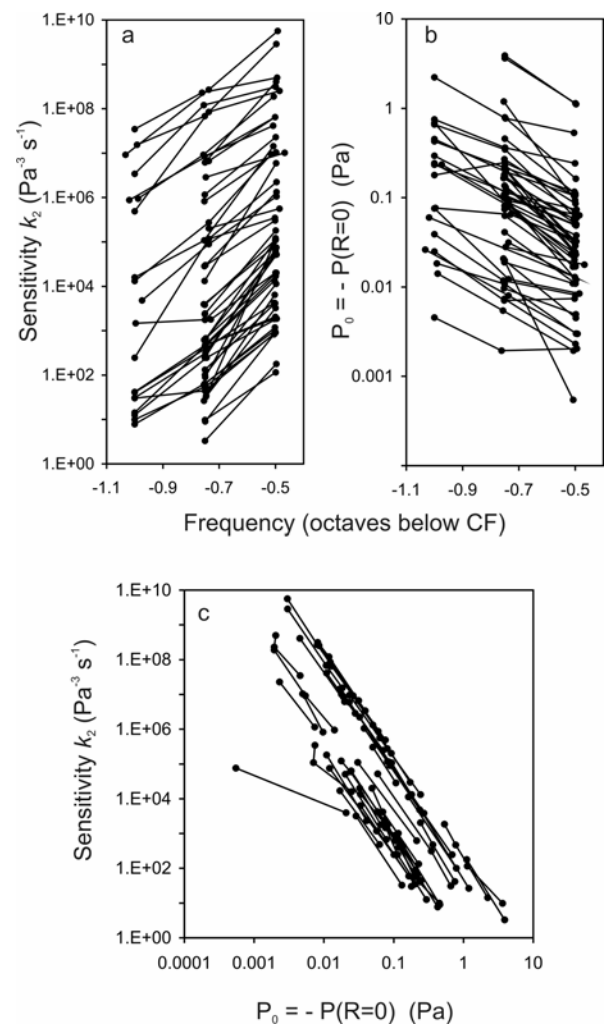 a
b
Sensitivity k₂ (Pa⁻³ s⁻¹)
1.E+10
1.E+08
1.E+06
1.E+04
1.E+02
1.E+00
-1.1 -0.9 -0.7 -0.5
P₀ = - P(R=0) (Pa)
10
1
0.1
0.01
0.001
-1.1 -0.9 -0.7 -0.5
Frequency (octaves below CF)
c
Sensitivity k₂ (Pa⁻³ s⁻¹)
1.E+10
1.E+08
1.E+06
1.E+04
1.E+02
1.E+00
0.0001 0.001 0.01 0.1 1 10
P₀ = - P(R=0) (Pa)